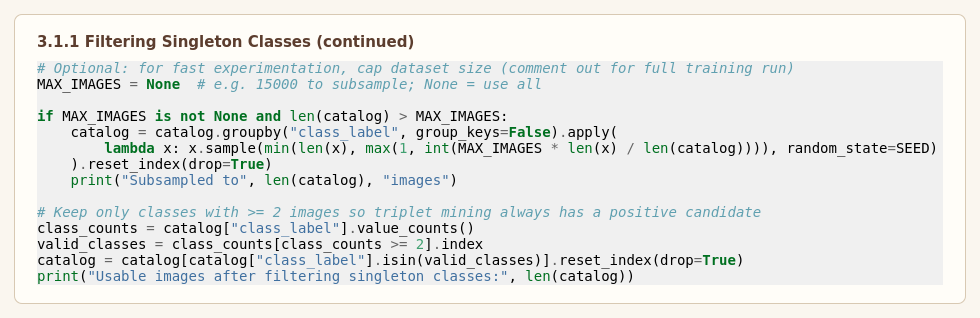 3.1.1 Filtering Singleton Classes (continued)
# Optional: for fast experimentation, cap dataset size (comment out for full training run)
MAX_IMAGES = None  # e.g. 15000 to subsample; None = use all

if MAX_IMAGES is not None and len(catalog) > MAX_IMAGES:
    catalog = catalog.groupby("class_label", group_keys=False).apply(
        lambda x: x.sample(min(len(x), max(1, int(MAX_IMAGES * len(x) / len(catalog)))), random_state=SEED)
    ).reset_index(drop=True)
    print("Subsampled to", len(catalog), "images")

# Keep only classes with >= 2 images so triplet mining always has a positive candidate
class_counts = catalog["class_label"].value_counts()
valid_classes = class_counts[class_counts >= 2].index
catalog = catalog[catalog["class_label"].isin(valid_classes)].reset_index(drop=True)
print("Usable images after filtering singleton classes:", len(catalog))